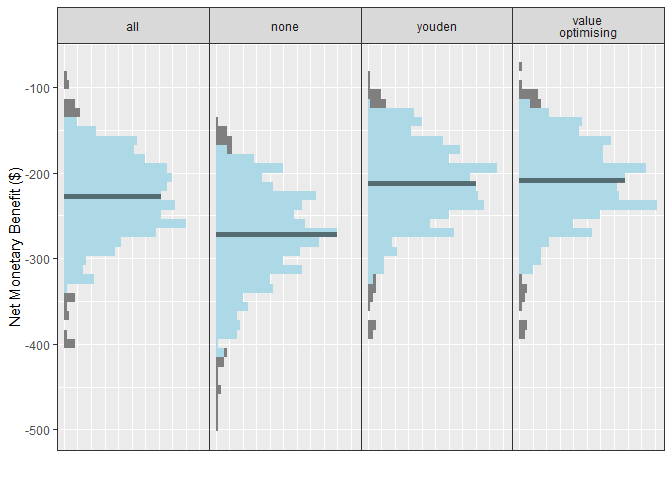 all
none
youden
value
optimising
Net Monetary Benefit ($)
-100
-200
-300
-400
-500